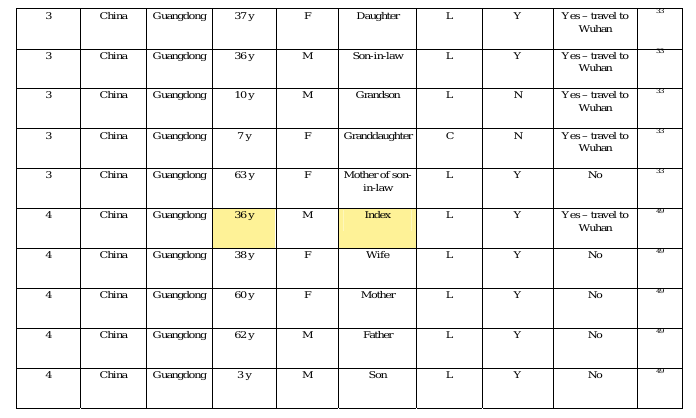 3 China Guangdong 37 y F Daughter L Y Yes – travel to Wuhan 33
3 China Guangdong 36 y M Son-in-law L Y Yes – travel to Wuhan 33
3 China Guangdong 10 y M Grandson L N Yes – travel to Wuhan 33
3 China Guangdong 7 y F Granddaughter C N Yes – travel to Wuhan 33
3 China Guangdong 63 y F Mother of son-in-law L Y No 33
4 China Guangdong 36 y M Index L Y Yes – travel to Wuhan 49
4 China Guangdong 38 y F Wife L Y No 49
4 China Guangdong 60 y F Mother L Y No 49
4 China Guangdong 62 y M Father L Y No 49
4 China Guangdong 3 y M Son L Y No 49